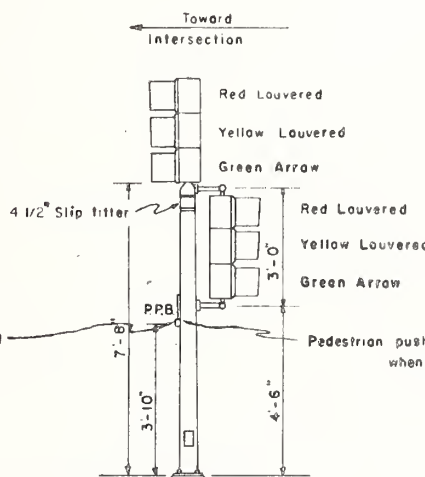 Toward
Intersection
Red Louvered
Yellow Louvered
Green Arrow
4 1/2" Slip fitter
Red Louvered
Yellow Louvered
Green Arrow
3'-0"
P.P.B.
7'-8"
3'-10"
4'-6"
Pedestrian push
when